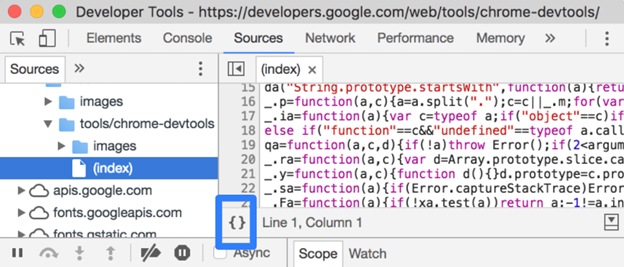 Developer Tools - https://developers.google.com/web/tools/chrome-devtools/
Elements Console Sources Network Performance Memory »
Sources » (index) ×
images
tools/chrome-devtools
images
(index)
apis.google.com
fonts.googleapis.com
fonts.gstatic.com
15 da("String.prototype.startsWith",function(a){retu
16 _.p=function(a,c){a=a.split(".");c=c||_.m;for(var
17 _.ia=function(a){var c=typeof a;if("object"==c)if
18 else if("function"==c&&"undefined"==typeof a.call
19 qa=function(a,c,d){if(!a)throw Error();if(2<argum
20 _.ra=function(a,c){var d=Array.prototype.slice.ca
21 _.y=function(a,c){function d(){}d.prototype=c.pro
_.sa=function(a){if(Error.captureStackTrace)Error
_.Fa=function(a){if(!xa.test(a))return a;-1!=a.in
{} Line 1, Column 1
Async Scope Watch